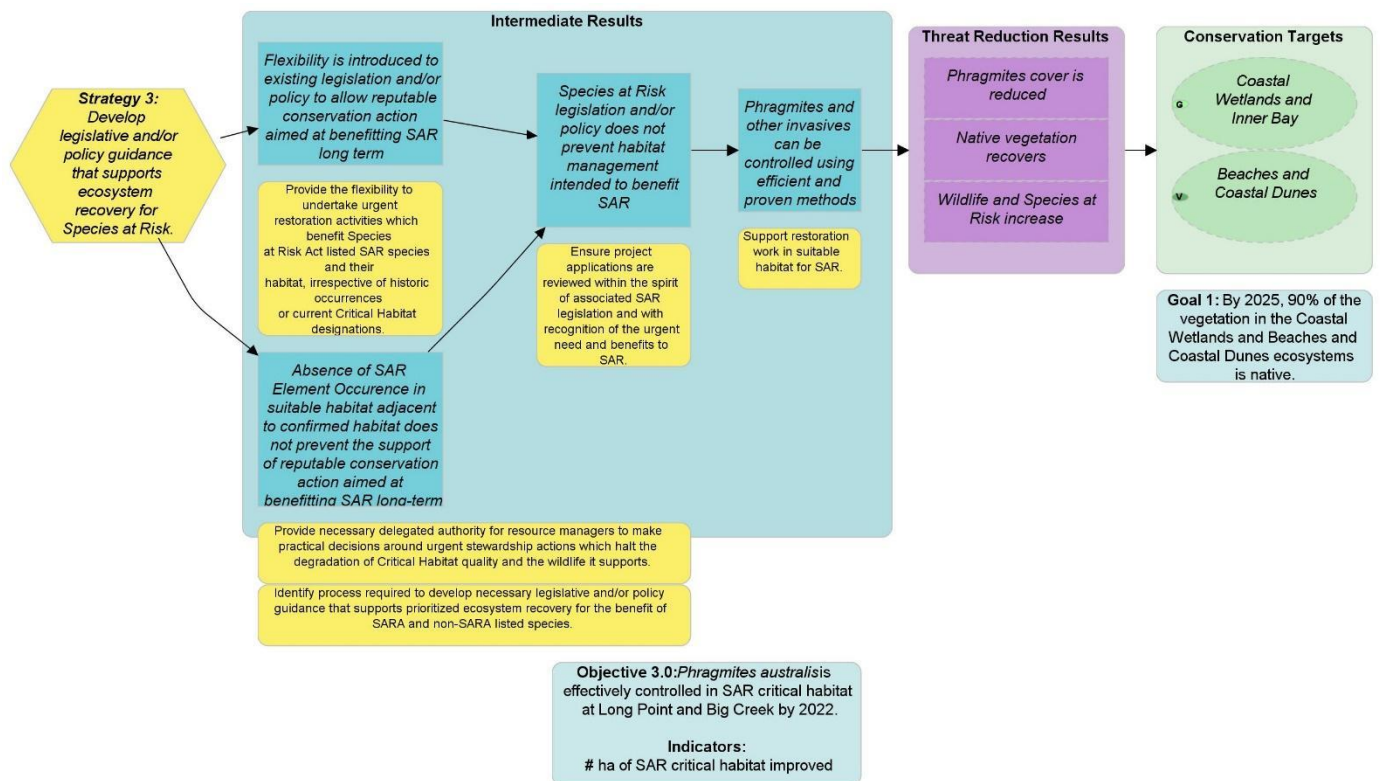 Intermediate Results
Strategy 3:
Develop
legislative and/or
policy guidance
that supports
ecosystem
recovery for
Species at Risk.
Flexibility is introduced to
existing legislation and/or
policy to allow reputable
conservation action
aimed at benefitting SAR
long term
Provide the flexibility to
undertake urgent
restoration activities which
benefit Species
at Risk Act listed SAR species
and their
habitat, irrespective of historic
occurrences
or current Critical Habitat
designations.
Absence of SAR
Element Occurence in
suitable habitat adjacent
to confirmed habitat does
not prevent the support
of reputable conservation
action aimed at
benefitting SAR long-term
Species at Risk
legislation and/or
policy does not
prevent habitat
management
intended to benefit
SAR
Ensure project
applications are
reviewed within the spirit
of associated SAR
legislation and with
recognition of the urgent
need and benefits to
SAR.
Phragmites and
other invasives
can be
controlled using
efficient and
proven methods
Support restoration
work in suitable
habitat for SAR.
Threat Reduction Results
Phragmites cover is
reduced
Native vegetation
recovers
Wildlife and Species
at Risk increase
Conservation Targets
Coastal
Wetlands and
Inner Bay
G
Beaches and
Coastal Dunes
V
Goal 1: By 2025, 90% of the
vegetation in the Coastal
Wetlands and Beaches and
Coastal Dunes ecosystems
is native.
Provide necessary delegated authority for resource managers to make
practical decisions around urgent stewardship actions which halt the
degradation of Critical Habitat quality and the wildlife it supports.
Identify process required to develop necessary legislative and/or policy
guidance that supports prioritized ecosystem recovery for the benefit of
SARA and non-SARA listed species.
Objective 3.0:Phragmites australisis
effectively controlled in SAR critical habitat
at Long Point and Big Creek by 2022.
Indicators:
# ha of SAR critical habitat improved